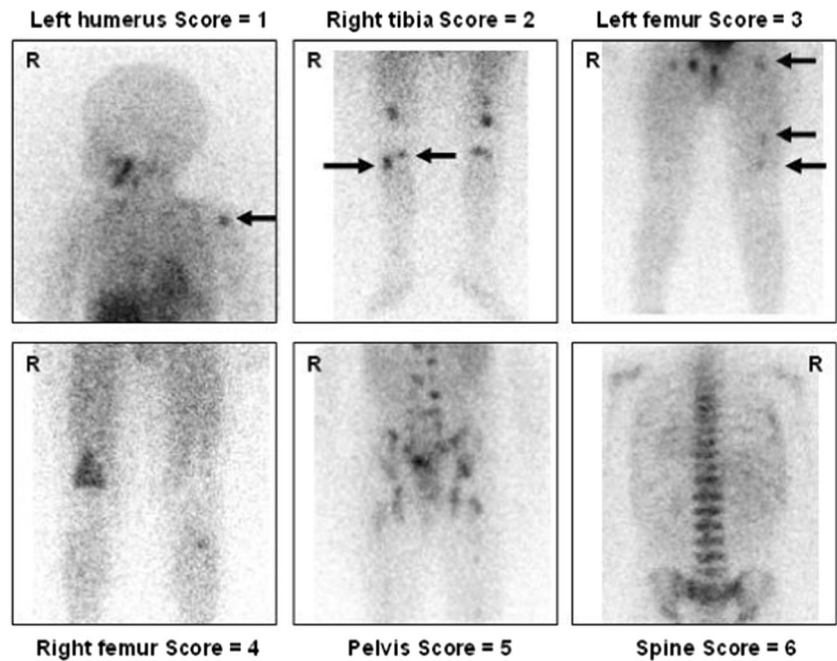 Left humerus Score = 1
Right tibia Score = 2
Left femur Score = 3
R
R
R
R
R
R
Right femur Score = 4
Pelvis Score = 5
Spine Score = 6